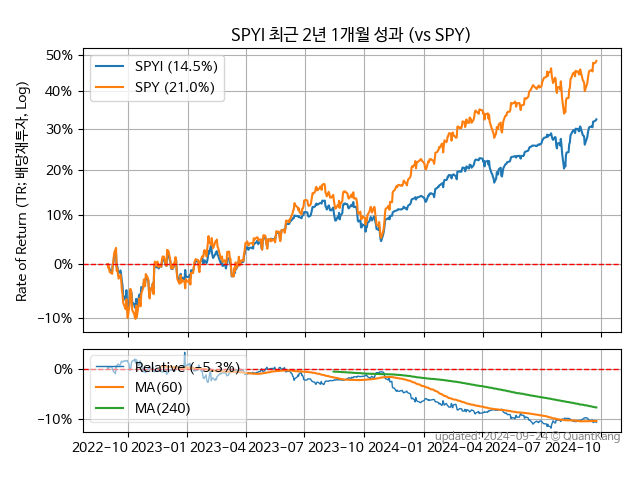 SPYI 최근 2년 1개월 성과 (vs SPY)
Rate of Return (TR: 배당재투자, Log)
50%
40%
30%
20%
10%
0%
−10%
SPYI (14.5%)
SPY (21.0%)
0%
−10%
Relative (−5.3%)
MA(60)
MA(240)
updated: 2024-09-24 © QuantKang
2022-10 2023-01 2023-04 2023-07 2023-10 2024-01 2024-04 2024-07 2024-10